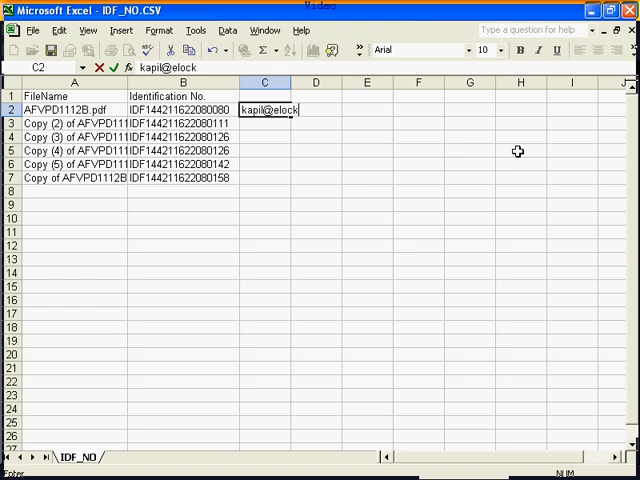 Video
Microsoft Excel - IDF_NO.CSV
File Edit View Insert Format Tools Data Window Help Type a question for help
Σ Arial 10 B
C2 kapil@elock
A B C D E F G H I J
1 FileName Identification No.
2 AFVPD1112B.pdf IDF144211622080080 kapil@elock
3 Copy (2) of AFVPD111 IDF144211622080111
4 Copy (3) of AFVPD111 IDF144211622080126
5 Copy (4) of AFVPD111 IDF144211622080126
6 Copy (5) of AFVPD111 IDF144211622080142
7 Copy of AFVPD1112B IDF144211622080158
8
9
10
11
12
13
14
15
16
17
18
19
20
21
22
23
24
25
26
27
IDF_NO
Enter NUM